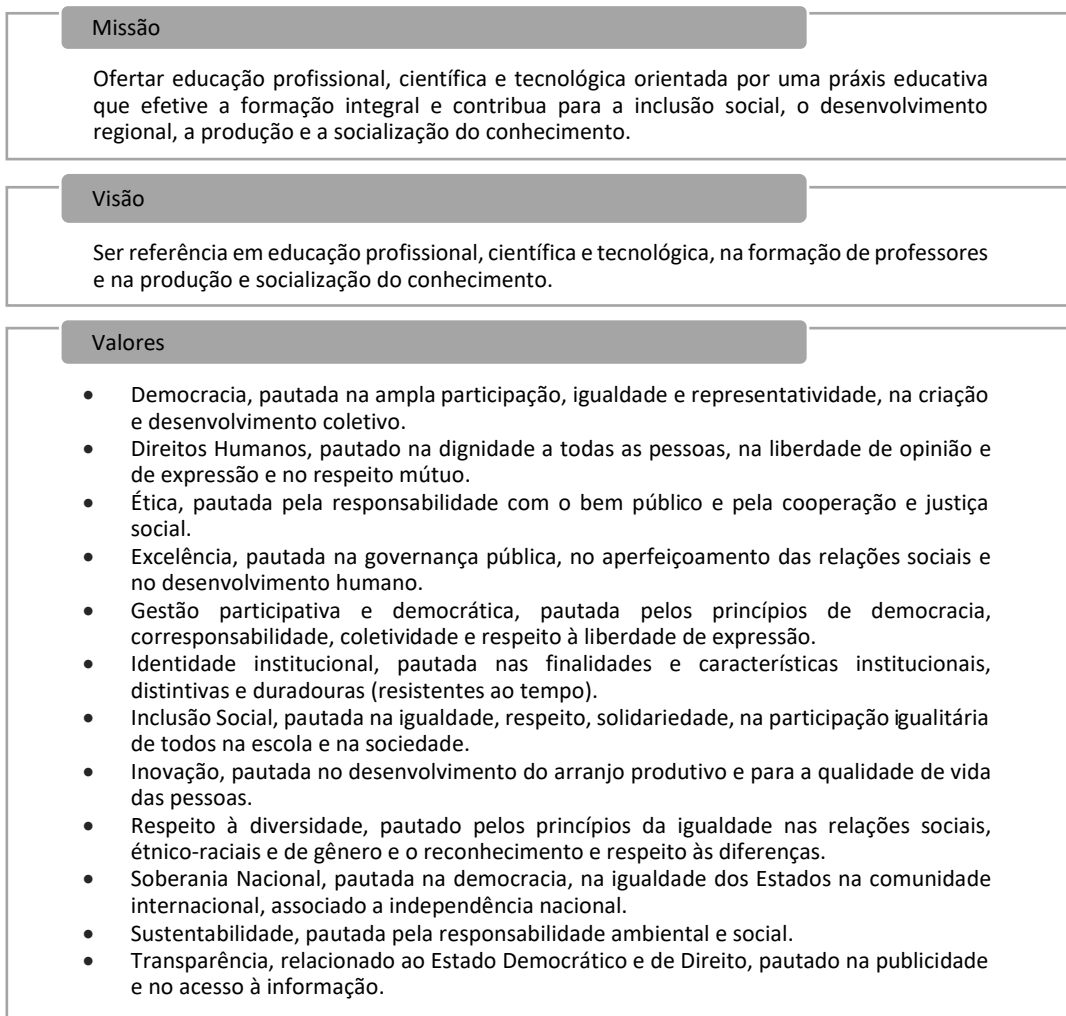 Missão
Ofertar educação profissional, científica e tecnológica orientada por uma práxis educativa
que efetive a formação integral e contribua para a inclusão social, o desenvolvimento
regional, a produção e a socialização do conhecimento.
Visão
Ser referência em educação profissional, científica e tecnológica, na formação de professores
e na produção e socialização do conhecimento.
Valores
• Democracia, pautada na ampla participação, igualdade e representatividade, na criação
e desenvolvimento coletivo.
• Direitos Humanos, pautado na dignidade a todas as pessoas, na liberdade de opinião e
de expressão e no respeito mútuo.
• Ética, pautada pela responsabilidade com o bem público e pela cooperação e justiça
social.
• Excelência, pautada na governança pública, no aperfeiçoamento das relações sociais e
no desenvolvimento humano.
• Gestão participativa e democrática, pautada pelos princípios de democracia,
corresponsabilidade, coletividade e respeito à liberdade de expressão.
• Identidade institucional, pautada nas finalidades e características institucionais,
distintivas e duradouras (resistentes ao tempo).
• Inclusão Social, pautada na igualdade, respeito, solidariedade, na participação igualitária
de todos na escola e na sociedade.
• Inovação, pautada no desenvolvimento do arranjo produtivo e para a qualidade de vida
das pessoas.
• Respeito à diversidade, pautado pelos princípios da igualdade nas relações sociais,
étnico-raciais e de gênero e o reconhecimento e respeito às diferenças.
• Soberania Nacional, pautada na democracia, na igualdade dos Estados na comunidade
internacional, associado a independência nacional.
• Sustentabilidade, pautada pela responsabilidade ambiental e social.
• Transparência, relacionado ao Estado Democrático e de Direito, pautado na publicidade
e no acesso à informação.